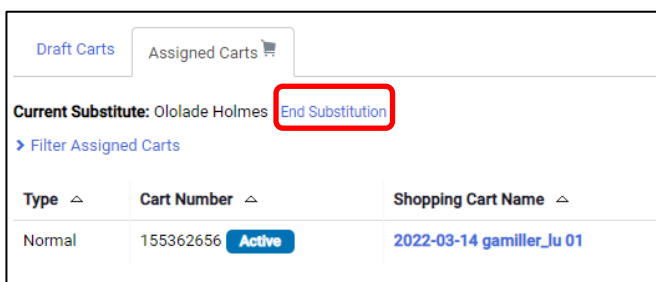 Draft Carts Assigned Carts
Current Substitute: Ololade Holmes End Substitution
Filter Assigned Carts
Type Cart Number Shopping Cart Name
Normal 155362656 Active 2022-03-14 gamiller_lu 01